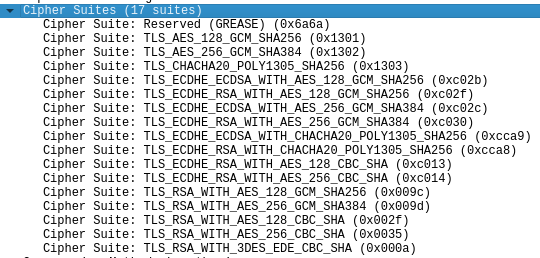 Cipher Suites (17 suites)
Cipher Suite: Reserved (GREASE) (0x6a6a)
Cipher Suite: TLS_AES_128_GCM_SHA256 (0x1301)
Cipher Suite: TLS_AES_256_GCM_SHA384 (0x1302)
Cipher Suite: TLS_CHACHA20_POLY1305_SHA256 (0x1303)
Cipher Suite: TLS_ECDHE_ECDSA_WITH_AES_128_GCM_SHA256 (0xc02b)
Cipher Suite: TLS_ECDHE_RSA_WITH_AES_128_GCM_SHA256 (0xc02f)
Cipher Suite: TLS_ECDHE_ECDSA_WITH_AES_256_GCM_SHA384 (0xc02c)
Cipher Suite: TLS_ECDHE_RSA_WITH_AES_256_GCM_SHA384 (0xc030)
Cipher Suite: TLS_ECDHE_ECDSA_WITH_CHACHA20_POLY1305_SHA256 (0xcca9)
Cipher Suite: TLS_ECDHE_RSA_WITH_CHACHA20_POLY1305_SHA256 (0xcca8)
Cipher Suite: TLS_ECDHE_RSA_WITH_AES_128_CBC_SHA (0xc013)
Cipher Suite: TLS_ECDHE_RSA_WITH_AES_256_CBC_SHA (0xc014)
Cipher Suite: TLS_RSA_WITH_AES_128_GCM_SHA256 (0x009c)
Cipher Suite: TLS_RSA_WITH_AES_256_GCM_SHA384 (0x009d)
Cipher Suite: TLS_RSA_WITH_AES_128_CBC_SHA (0x002f)
Cipher Suite: TLS_RSA_WITH_AES_256_CBC_SHA (0x0035)
Cipher Suite: TLS_RSA_WITH_3DES_EDE_CBC_SHA (0x000a)